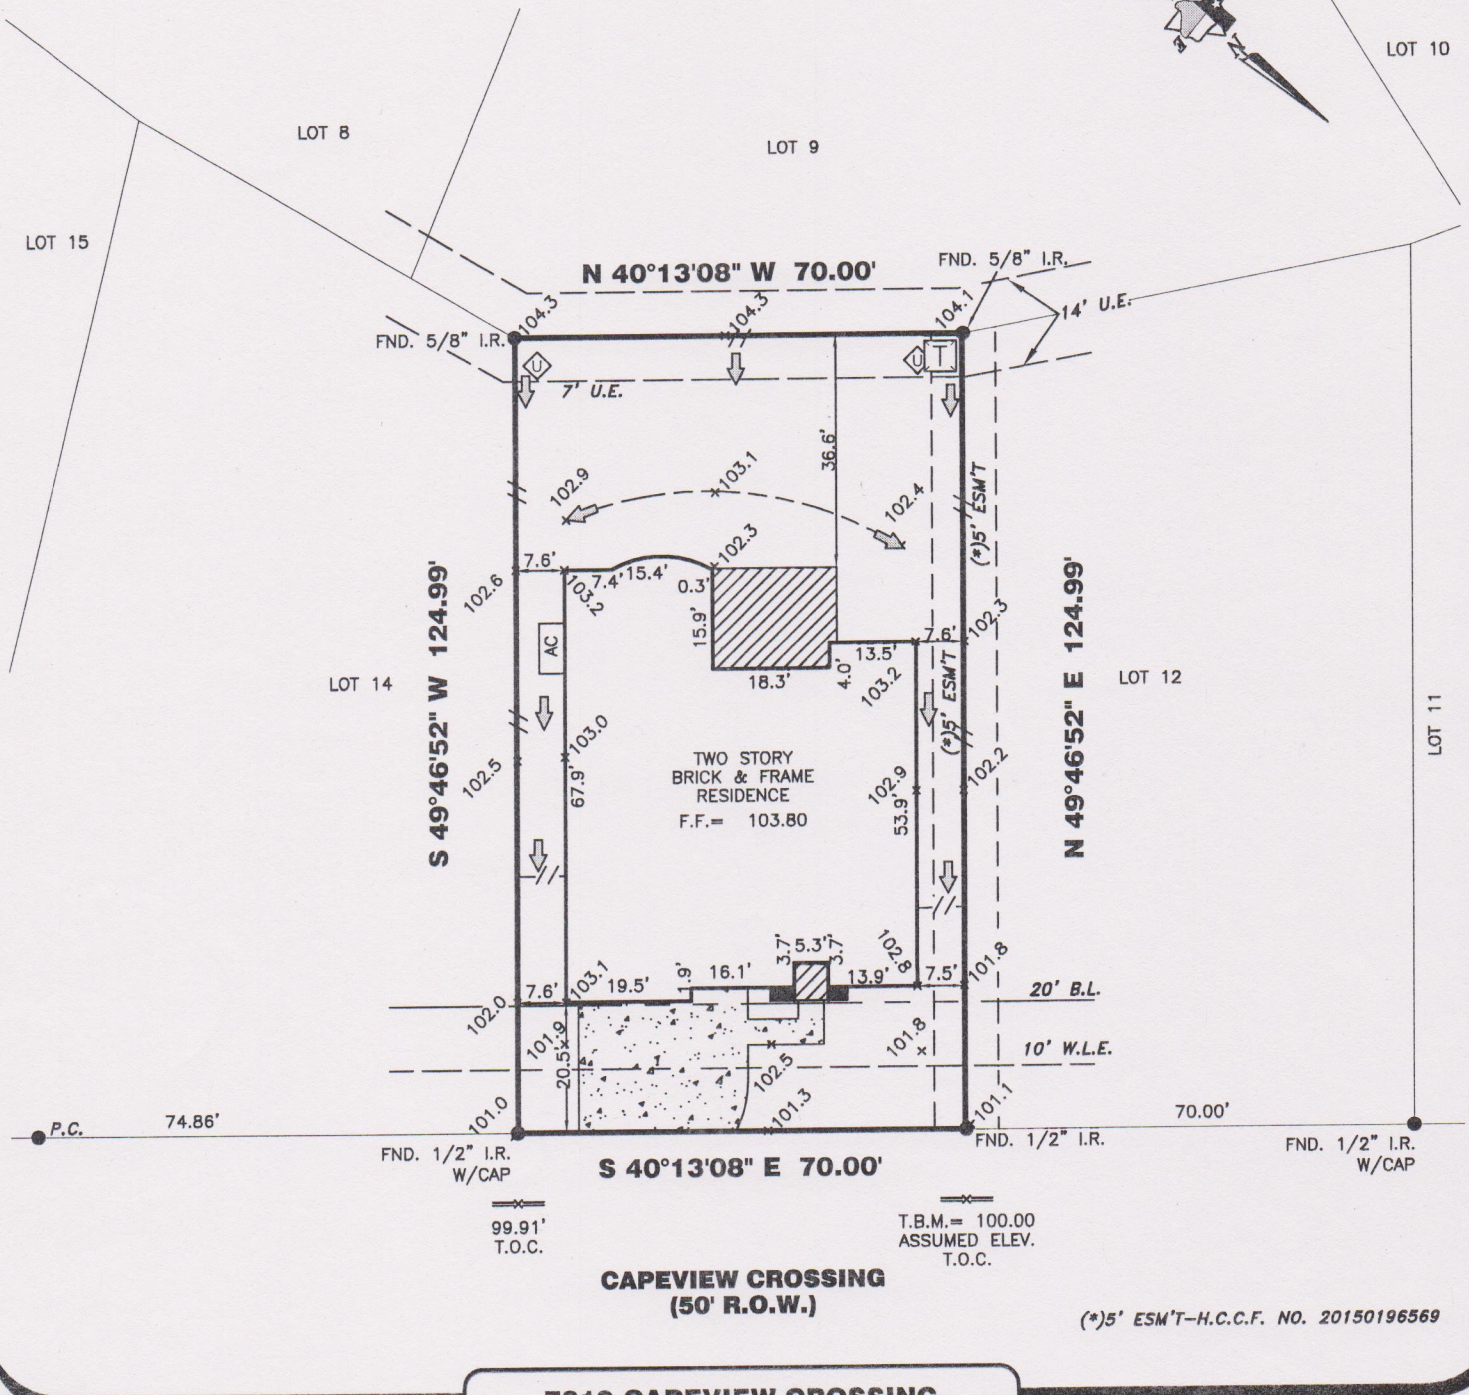 E
N
LOT 10
LOT 8
LOT 9
LOT 15
N 40°13'08" W 70.00'
FND. 5/8" I.R.
104.3
104.3
104.1
14' U.E.
FND. 5/8" I.R.
U
U
T
7' U.E.
36.6'
102.9
103.1
102.4
(*)5' ESM'T
102.3
7.6'
7.4'
15.4'
0.3'
102.6
103.2
15.9'
AC
18.3'
4.0'
13.5'
7.6'
102.3
103.2
(*)5' ESM'T
S 49°46'52" W 124.99'
N 49°46'52" E 124.99'
LOT 14
LOT 12
LOT 11
102.5
103.0
67.9'
TWO STORY
BRICK & FRAME
RESIDENCE
F.F.= 103.80
102.9
53.9'
102.2
3.7'
5.3'
3.7'
102.8
101.8
7.6'
103.1
19.5'
1.9'
16.1'
13.9'
7.5'
20' B.L.
102.0
101.9
20.5'
1
102.5
101.8
10' W.L.E.
101.0
101.3
101.1
P.C.
74.86'
70.00'
FND. 1/2" I.R.
W/CAP
S 40°13'08" E 70.00'
FND. 1/2" I.R.
FND. 1/2" I.R.
W/CAP
99.91'
T.O.C.
T.B.M.= 100.00
ASSUMED ELEV.
T.O.C.
CAPEVIEW CROSSING
(50' R.O.W.)
(*)5' ESM'T-H.C.C.F. NO. 20150196569
CAPEVIEW CROSSING